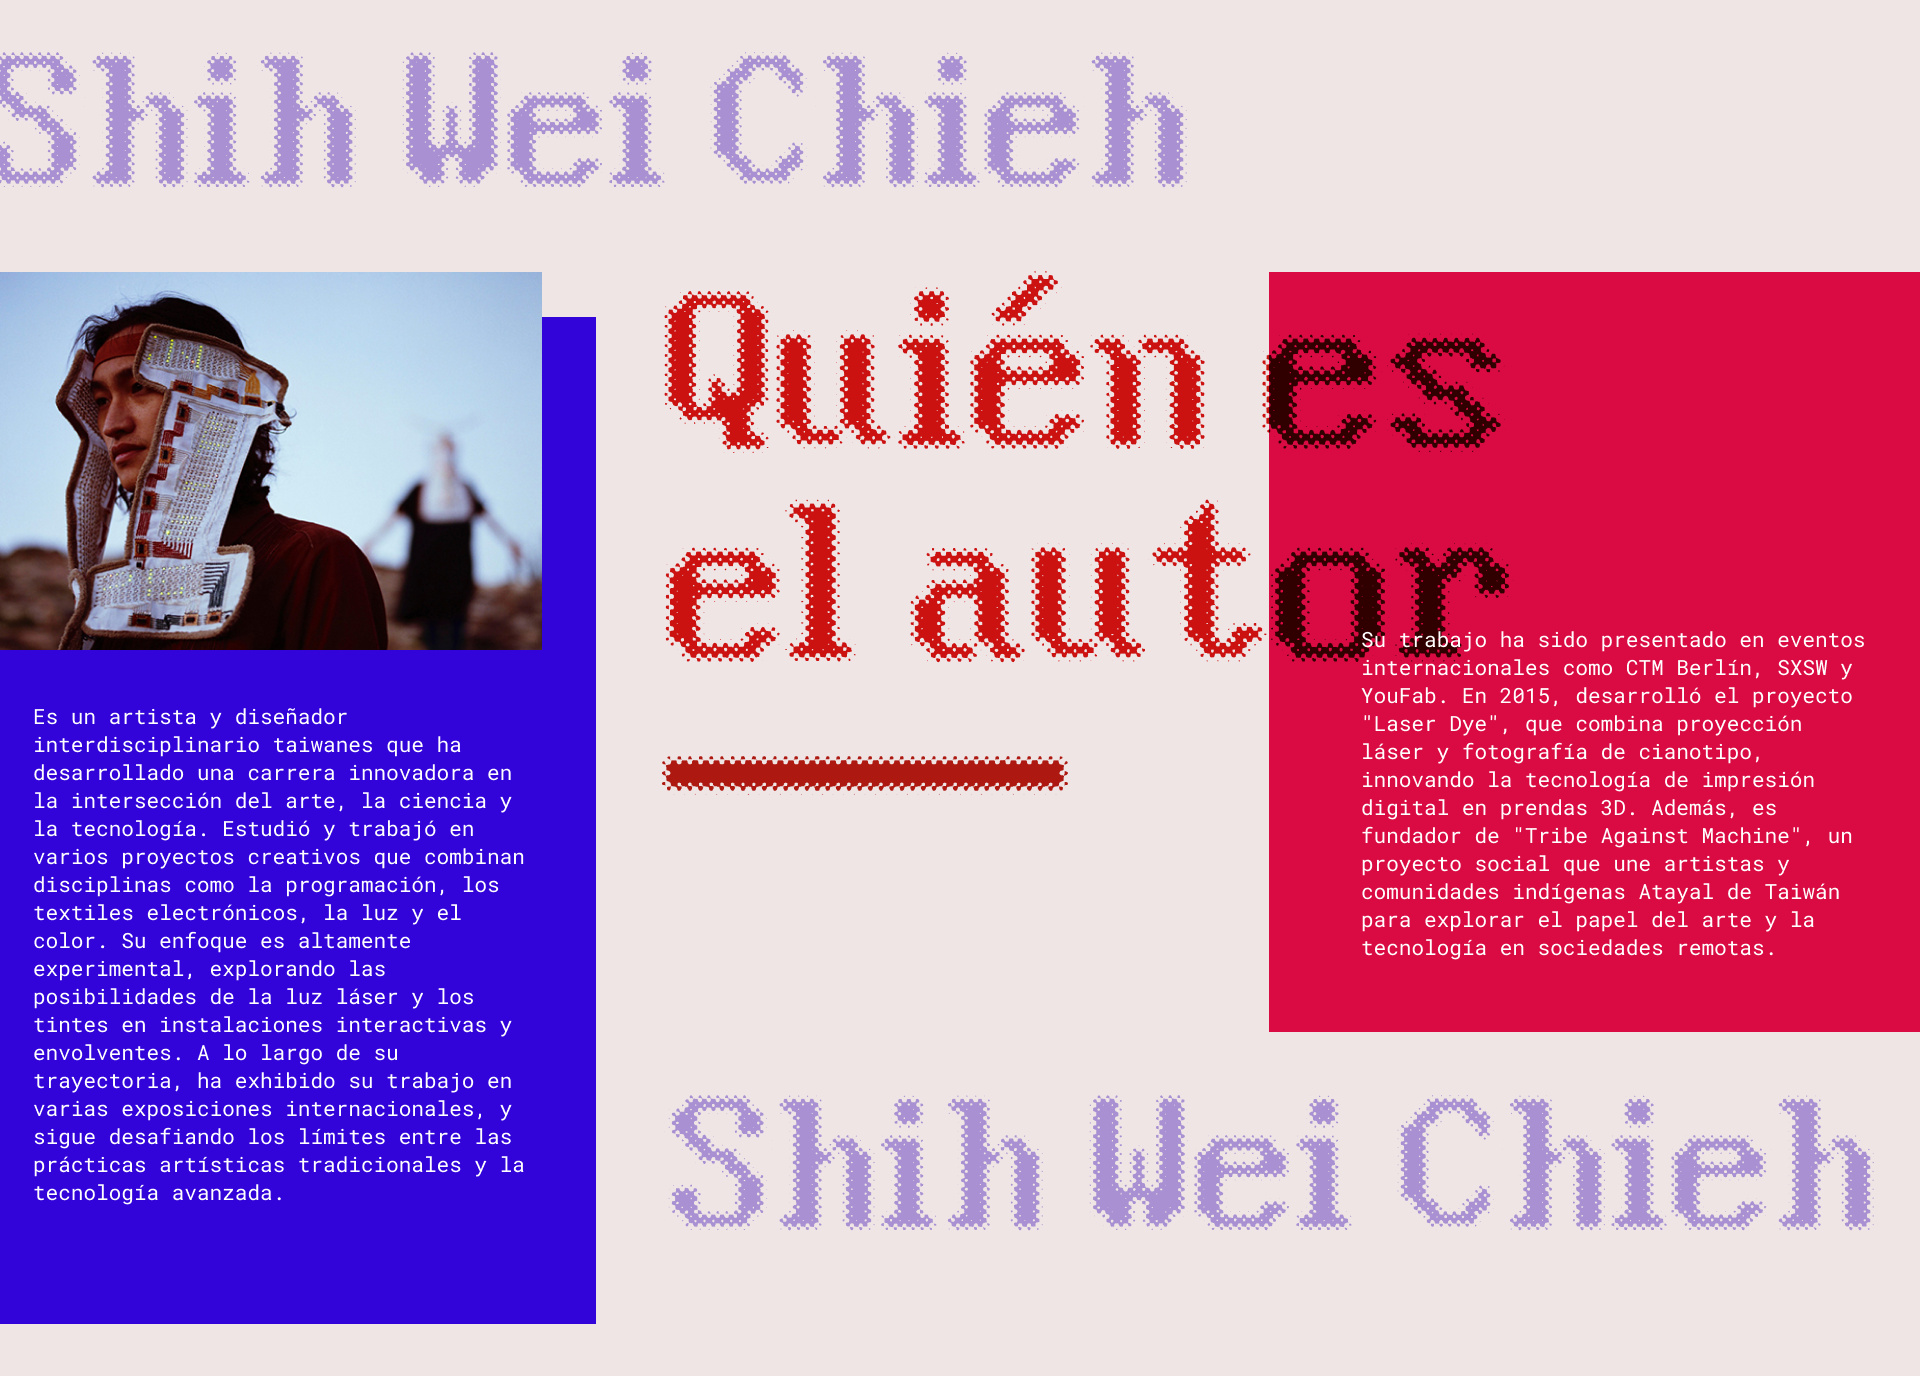 Shih Wei Chieh
Quién es
el autor
Es un artista y diseñador
interdisciplinario taiwanes que ha
desarrollado una carrera innovadora en
la intersección del arte, la ciencia y
la tecnología. Estudió y trabajó en
varios proyectos creativos que combinan
disciplinas como la programación, los
textiles electrónicos, la luz y el
color. Su enfoque es altamente
experimental, explorando las
posibilidades de la luz láser y los
tintes en instalaciones interactivas y
envolventes. A lo largo de su
trayectoria, ha exhibido su trabajo en
varias exposiciones internacionales, y
sigue desafiando los límites entre las
prácticas artísticas tradicionales y la
tecnología avanzada.
Su trabajo ha sido presentado en eventos
internacionales como CTM Berlín, SXSW y
YouFab. En 2015, desarrolló el proyecto
"Laser Dye", que combina proyección
láser y fotografía de cianotipo,
innovando la tecnología de impresión
digital en prendas 3D. Además, es
fundador de "Tribe Against Machine", un
proyecto social que une artistas y
comunidades indígenas Atayal de Taiwán
para explorar el papel del arte y la
tecnología en sociedades remotas.
Shih Wei Chieh